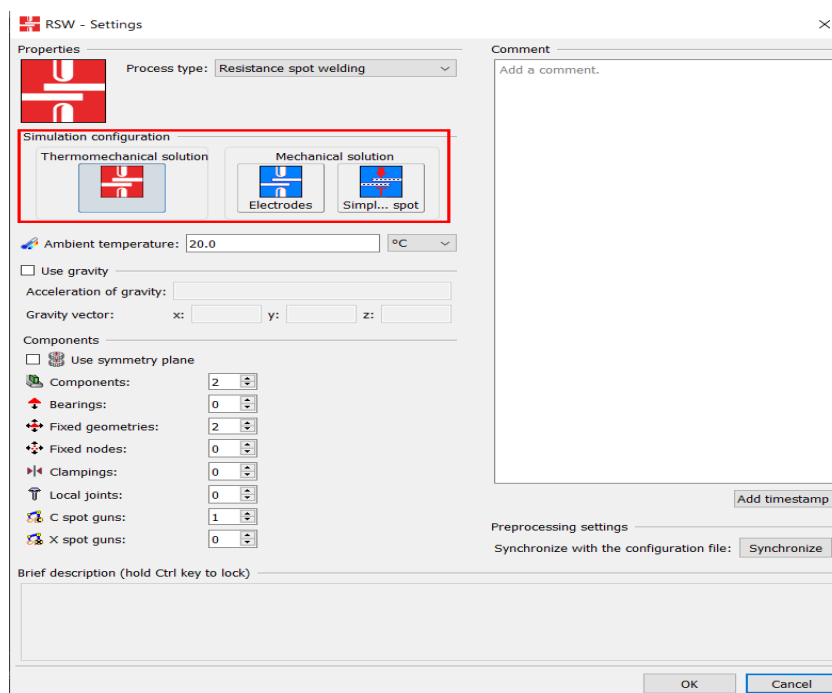 RSW - Settings
Properties
Process type: Resistance spot welding
Simulation configuration
Thermomechanical solution
Mechanical solution
Electrodes
Simpl... spot
Ambient temperature: 20.0 °C
Use gravity
Acceleration of gravity:
Gravity vector: x: y: z:
Components
Use symmetry plane
Components: 2
Bearings: 0
Fixed geometries: 2
Fixed nodes: 0
Clampings: 0
Local joints: 0
C spot guns: 1
X spot guns: 0
Comment
Add a comment.
Add timestamp
Preprocessing settings
Synchronize with the configuration file: Synchronize
Brief description (hold Ctrl key to lock)
OK Cancel